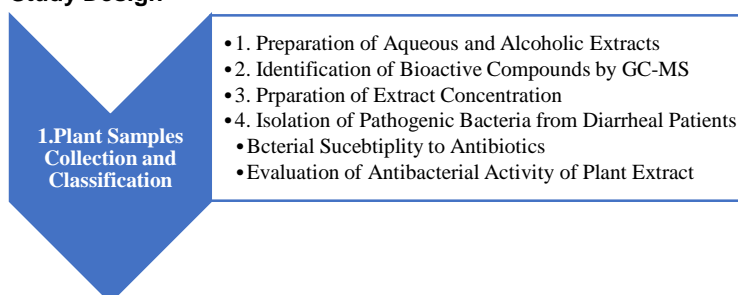 Study Design
1.Plant Samples
Collection and
Classification
•1. Preparation of Aqueous and Alcoholic Extracts
•2. Identification of Bioactive Compounds by GC-MS
•3. Prparation of Extract Concentration
•4. Isolation of Pathogenic Bacteria from Diarrheal Patients
•Bcterial Sucebtiplity to Antibiotics
•Evaluation of Antibacterial Activity of Plant Extract